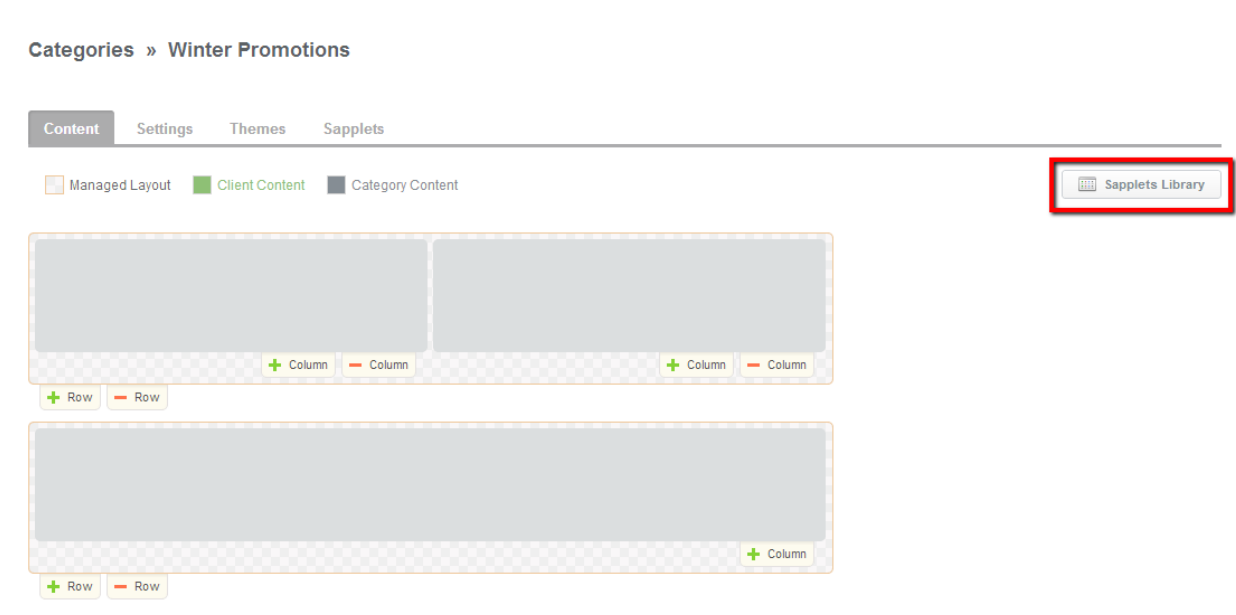 Categories » Winter Promotions
Content Settings Themes Sapplets
Managed Layout Client Content Category Content Sapplets Library
Column Column Column Column
Row Row
Column
Row Row